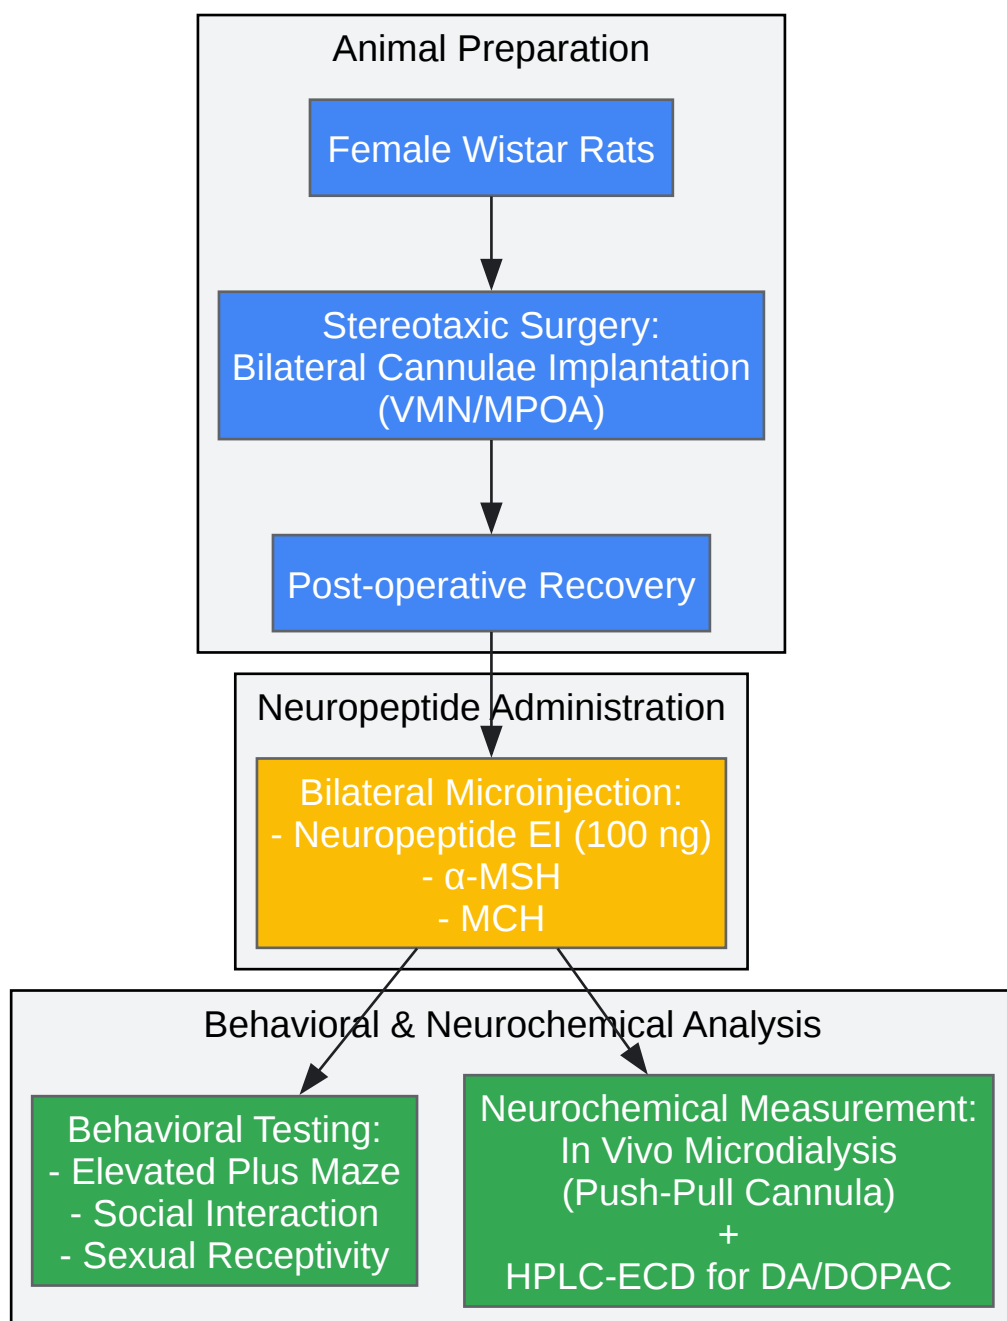 Animal Preparation
Female Wistar Rats
Stereotaxic Surgery:
Bilateral Cannulae Implantation
(VMN/MPOA)
Post-operative Recovery
Neuropeptide Administration
Bilateral Microinjection:
- Neuropeptide EI (100 ng)
- α-MSH
- MCH
Behavioral & Neurochemical Analysis
Behavioral Testing:
- Elevated Plus Maze
- Social Interaction
- Sexual Receptivity
Neurochemical Measurement:
In Vivo Microdialysis
(Push-Pull Cannula)
+
HPLC-ECD for DA/DOPAC